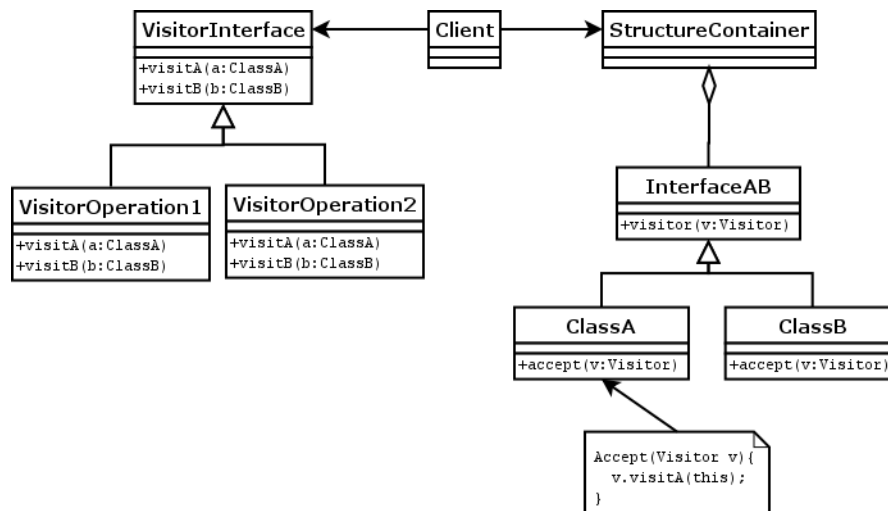 VisitorInterface
+visitA(a:ClassA)
+visitB(b:ClassB)
Client
StructureContainer
VisitorOperation1
+visitA(a:ClassA)
+visitB(b:ClassB)
VisitorOperation2
+visitA(a:ClassA)
+visitB(b:ClassB)
InterfaceAB
+visitor(v:Visitor)
ClassA
+accept(v:Visitor)
ClassB
+accept(v:Visitor)
Accept(Visitor v){
v.visitA(this);
}